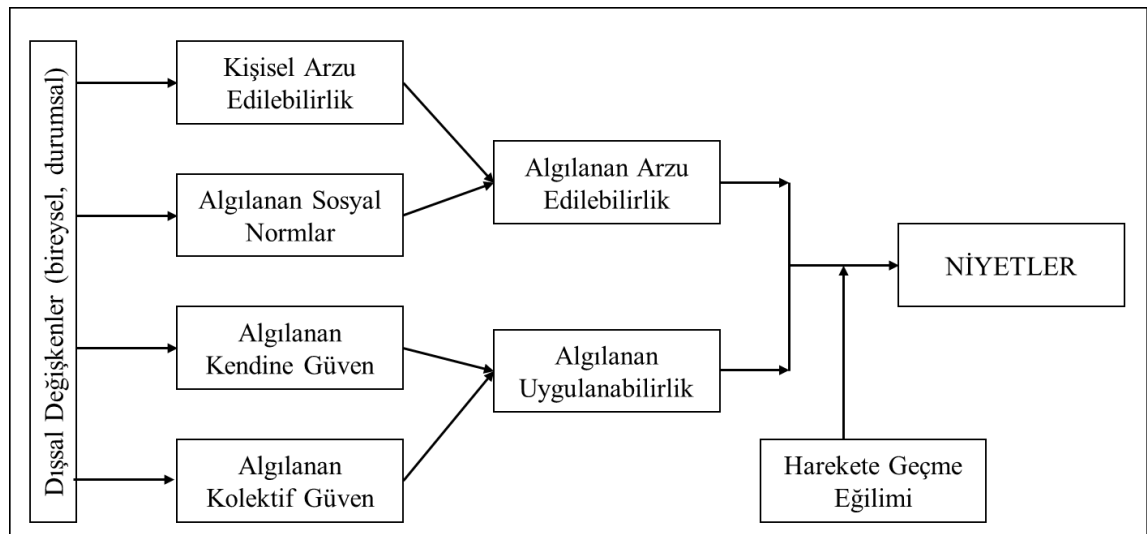 Dışsal Değişkenler (bireysel, durumsal)
Kişisel Arzu
Edilebilirlik
Algılanan Sosyal
Normlar
Algılanan
Kendine Güven
Algılanan
Kolektif Güven
Algılanan Arzu
Edilebilirlik
Algılanan
Uygulanabilirlik
NİYETLER
Harekete Geçme
Eğilimi